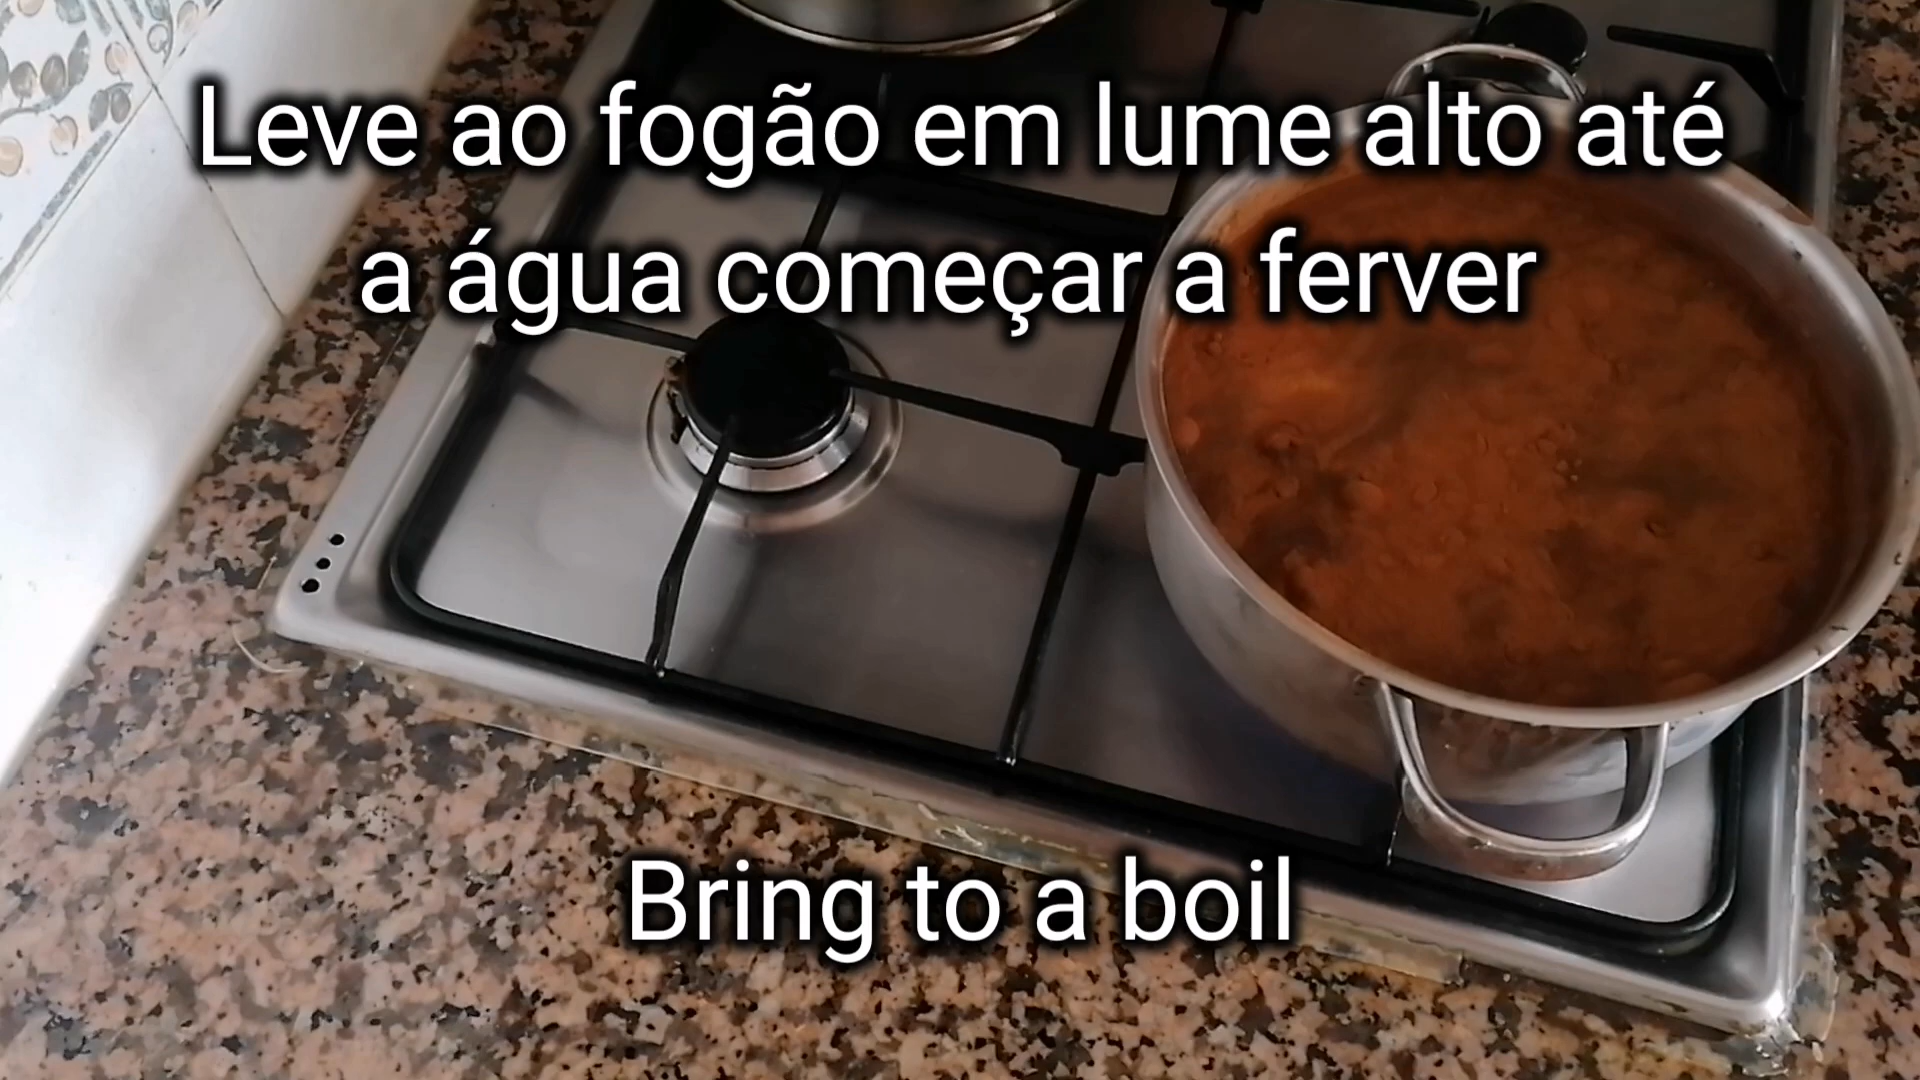 Leve ao fogão em lume alto até
a água começar a ferver
Bring to a boil